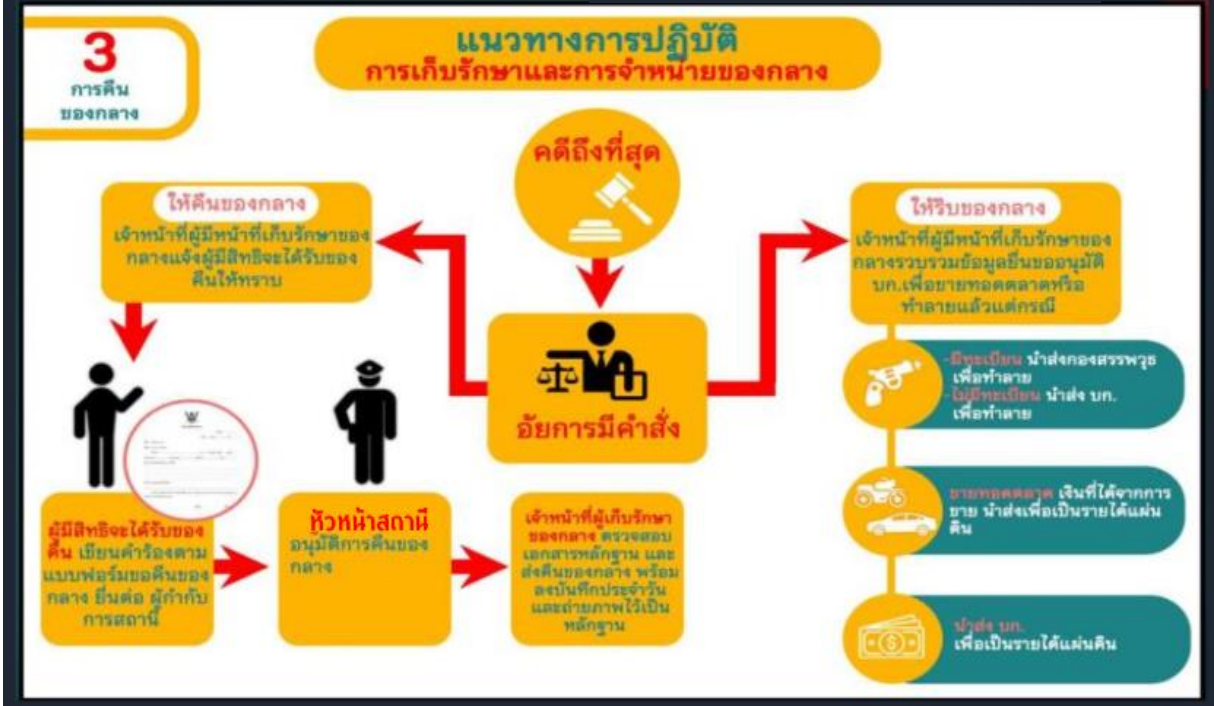 3
การคืน
ของกลาง
แนวทางการปฏิบัติ
การเก็บรักษาและการจำหน่ายของกลาง
คดีถึงที่สุด
อัยการมีคำสั่ง
ให้คืนของกลาง
เจ้าหน้าที่ผู้มีหน้าที่เก็บรักษาของ
กลางแจ้งผู้มีสิทธิจะได้รับของ
คืนให้ทราบ
ผู้มีสิทธิจะได้รับของ
คืน เขียนคำร้องตาม
แบบฟอร์มขอคืนของ
กลาง ยื่นต่อ ผู้กำกับ
การสถานี
หัวหน้าสถานี
อนุมัติการคืนของ
กลาง
เจ้าหน้าที่ผู้เก็บรักษา
ของกลาง ตรวจสอบ
เอกสารหลักฐาน และ
ส่งคืนของกลาง พร้อม
ลงบันทึกประจำวัน
และถ่ายภาพไว้เป็น
หลักฐาน
ให้ริบของกลาง
เจ้าหน้าที่ผู้มีหน้าที่เก็บรักษาของ
กลางรวบรวมข้อมูลยื่นขออนุมัติ
บก.เพื่อขายทอดตลาดหรือ
ทำลายแล้วแต่กรณี
-มีทะเบียน นำส่งกองสรรพวุธ
เพื่อทำลาย
-ไม่มีทะเบียน นำส่ง บก.
เพื่อทำลาย
ขายทอดตลาด เงินที่ได้จากการ
ขาย นำส่งเพื่อเป็นรายได้แผ่น
ดิน
นำส่ง บก.
เพื่อเป็นรายได้แผ่นดิน